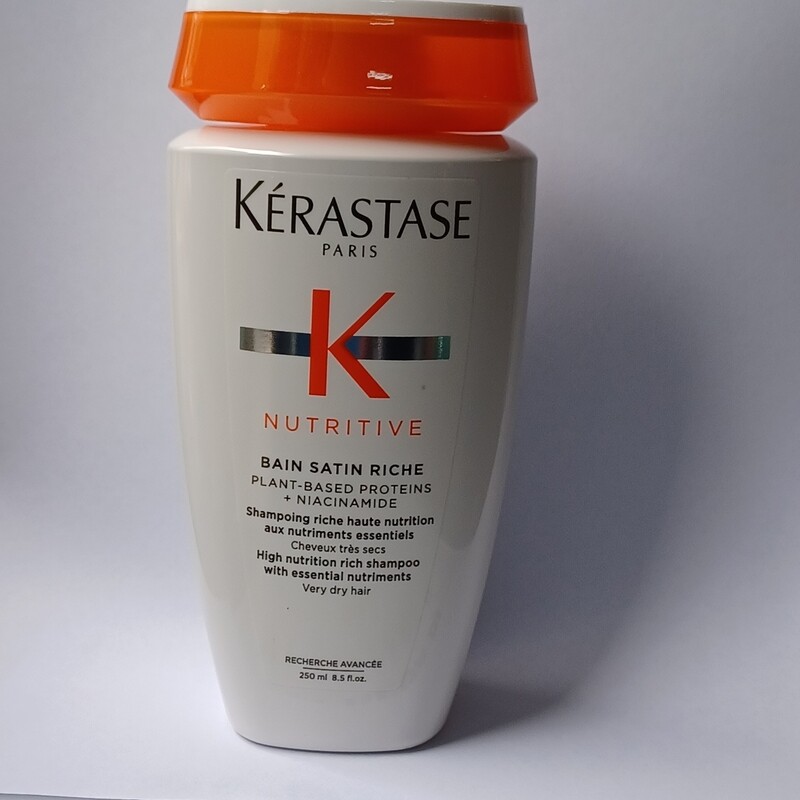 KÉRASTASE
PARIS
K
NUTRITIVE
BAIN SATIN RICHE
PLANT-BASED PROTEINS
+ NIACINAMIDE
Shampoing riche haute nutrition
aux nutriments essentiels
Cheveux très secs
High nutrition rich shampoo
with essential nutriments
Very dry hair
RECHERCHE AVANCÉE
250 ml 8.5 fl.oz.